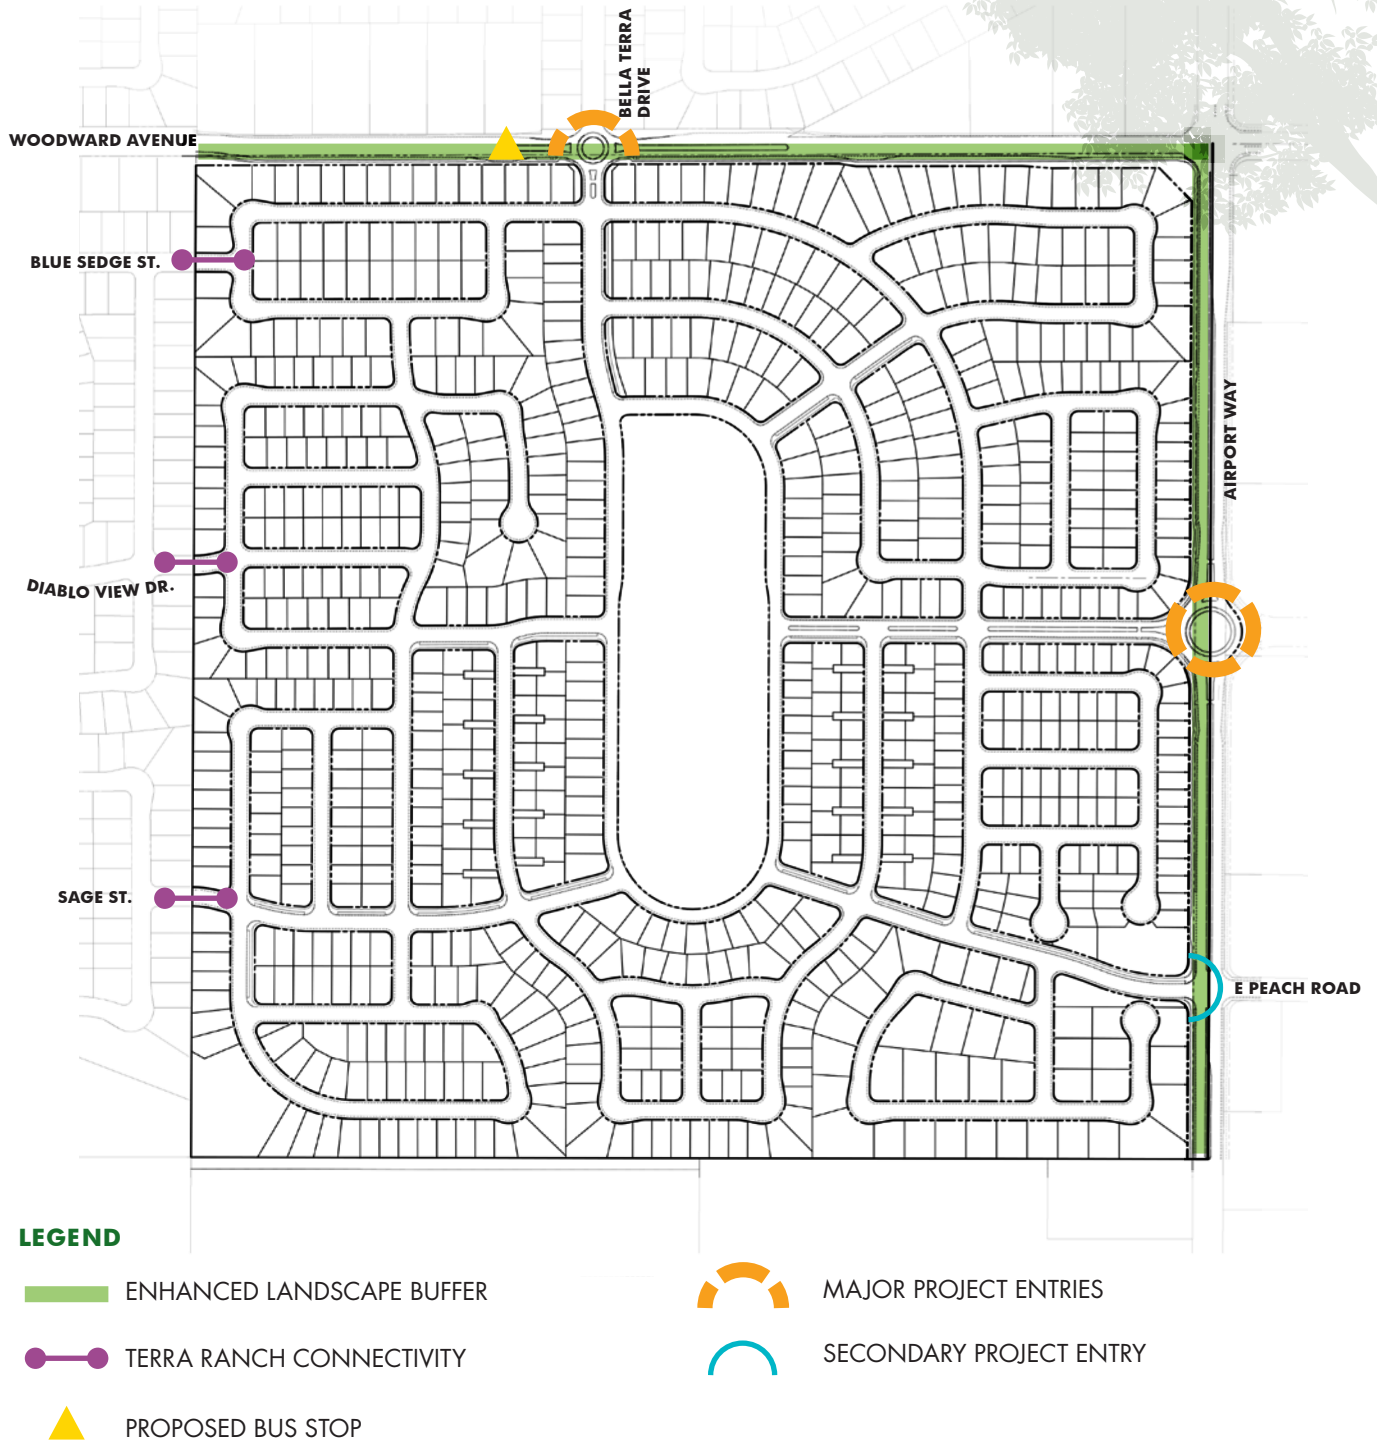 BELLA TERRA
DRIVE
WOODWARD AVENUE
BLUE SEDGE ST.
AIRPORT WAY
DIABLO VIEW DR.
SAGE ST.
E PEACH ROAD
LEGEND
ENHANCED LANDSCAPE BUFFER
MAJOR PROJECT ENTRIES
TERRA RANCH CONNECTIVITY
SECONDARY PROJECT ENTRY
PROPOSED BUS STOP